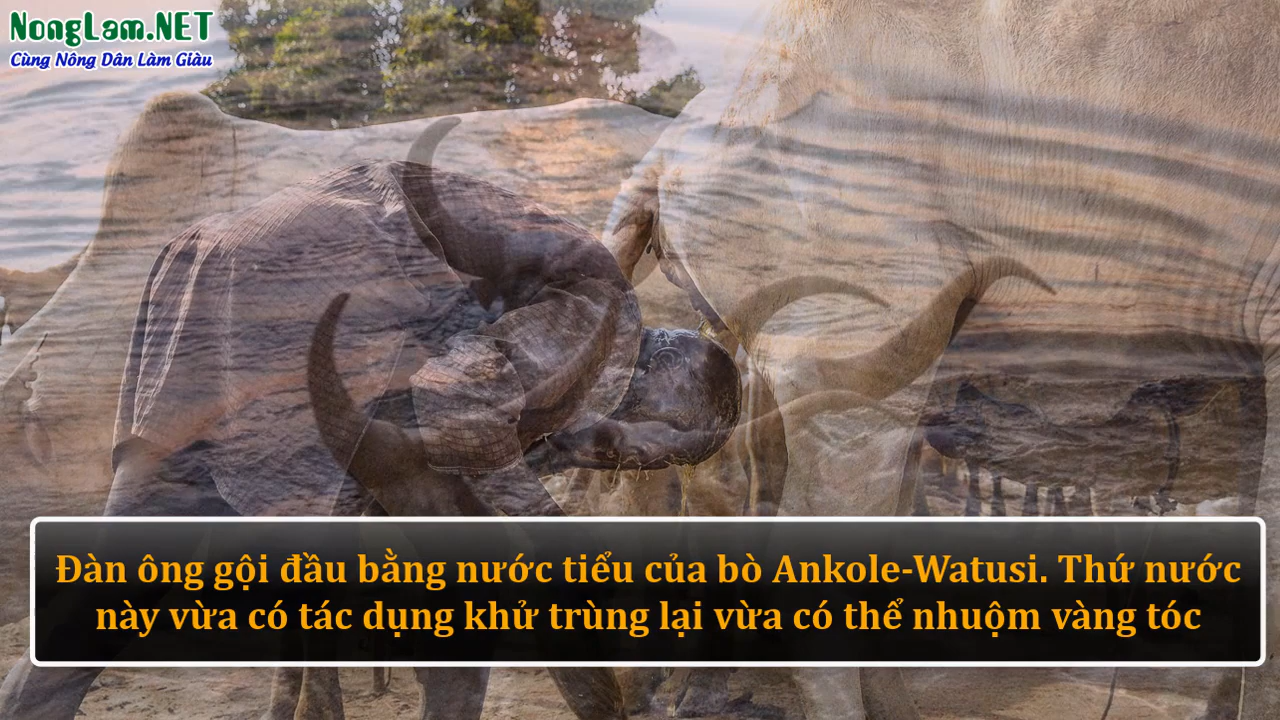 NongLam.NET
Cùng Nông Dân Làm Giàu
Đàn ông gội đầu bằng nước tiểu của bò Ankole-Watusi. Thứ nước
này vừa có tác dụng khử trùng lại vừa có thể nhuộm vàng tóc